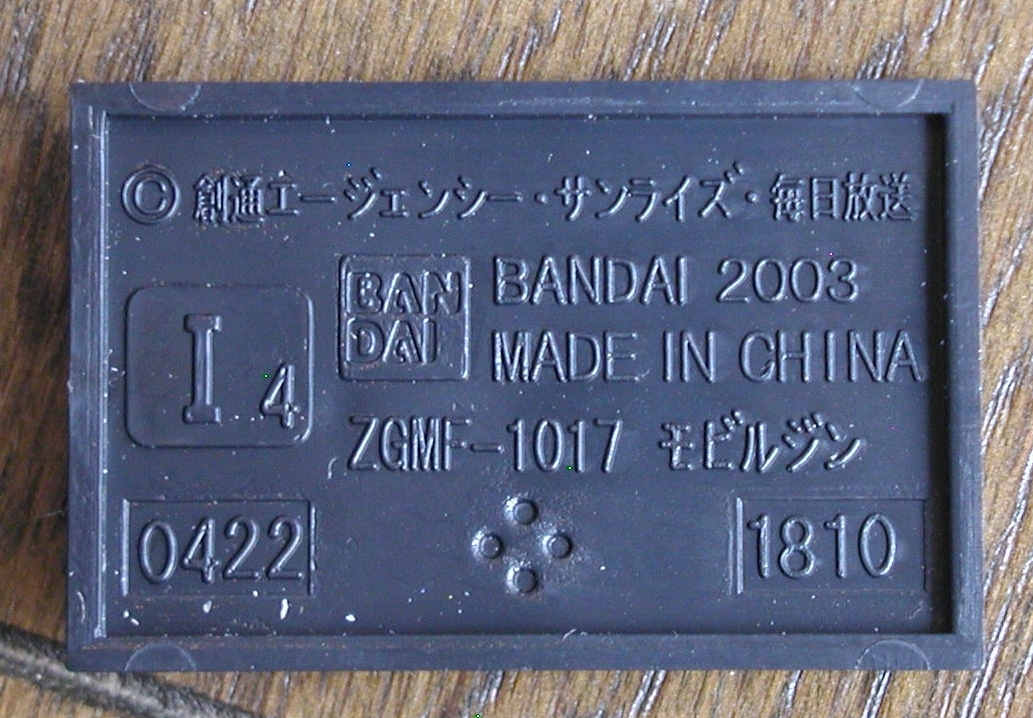 © 創通エージェンシー・サンライズ・毎日放送
BAN
DAI
BANDAI 2003
MADE IN CHINA
I 4
ZGMF-1017 モビルジン
0422
1810